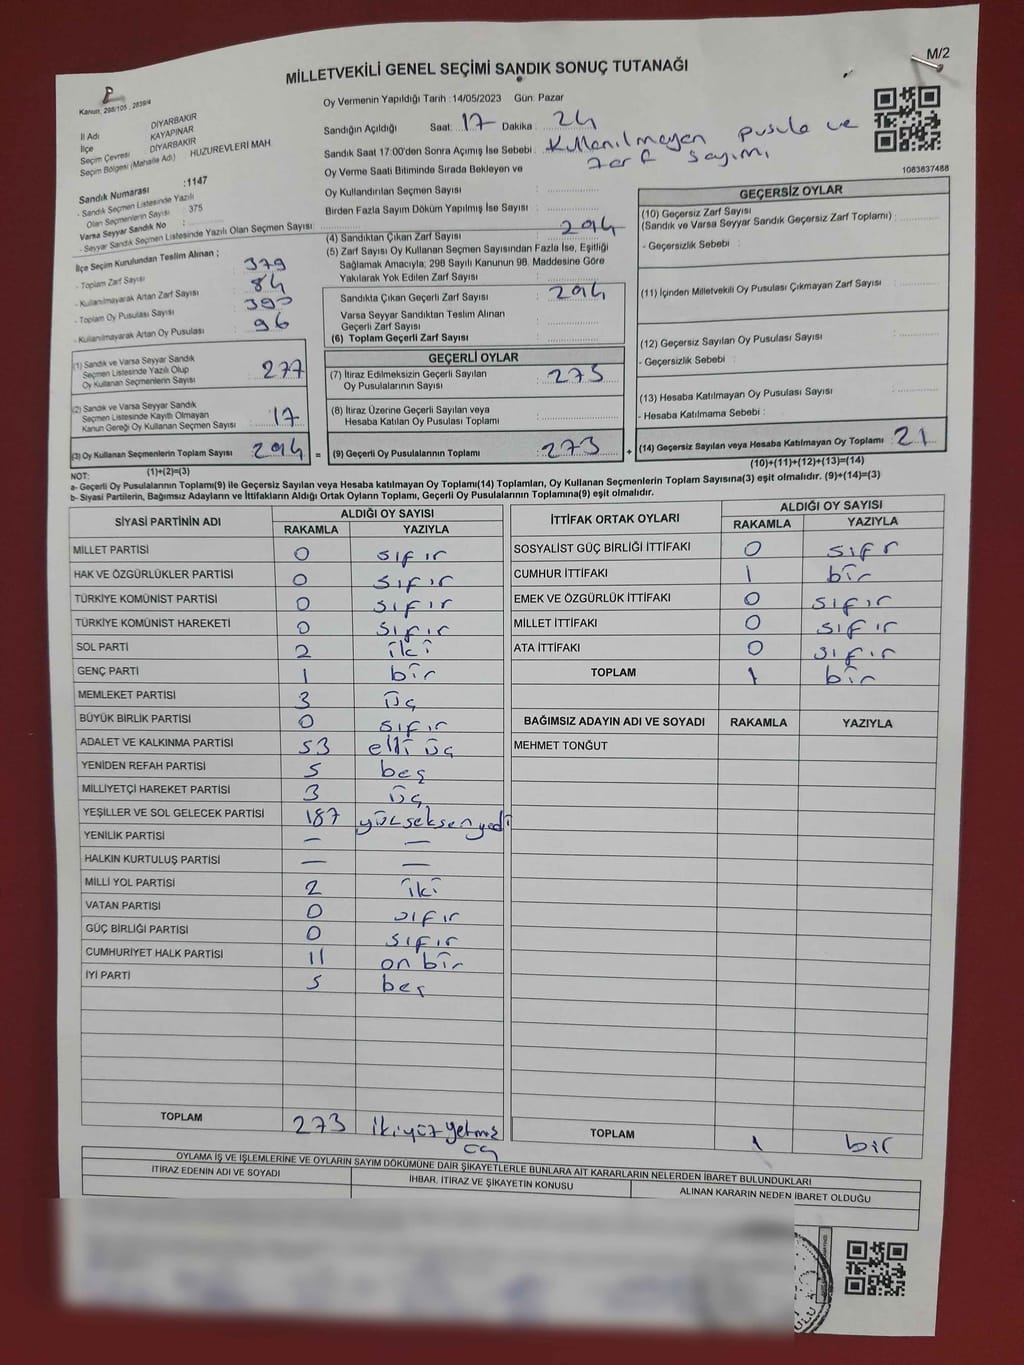 M/2
MİLLETVEKİLİ GENEL SEÇİMİ SANDIK SONUÇ TUTANAĞI
Kanun, 298/105 , 2839/4
İl Adı DİYARBAKIR
İlçe KAYAPINAR
Seçim Çevresi DİYARBAKIR
Seçim Bölgesi (Mahalle Adı) HUZUREVLERİ MAH.
Sandık Numarası :1147
- Sandık Seçmen Listesinde Yazılı
Olan Seçmenlerin Sayısı 375
Varsa Seyyar Sandık No :
- Seyyar Sandık Seçmen Listesinde Yazılı Olan Seçmen Sayısı:
Oy Vermenin Yapıldığı Tarih :14/05/2023 Gün: Pazar
Sandığın Açıldığı Saat: 17 Dakika : 24
Sandık Saat 17:00'den Sonra Açımış İse Sebebi : Kullanılmayan pusula ve
zarf sayımı
Oy Verme Saati Bitiminde Sırada Bekleyen ve
Oy Kullandırılan Seçmen Sayısı :
Birden Fazla Sayım Döküm Yapılmış İse Sayısı :
1083837488
İlçe Seçim Kurulundan Teslim Alınan ;
- Toplam Zarf Sayısı : 379
- Kullanılmayarak Artan Zarf Sayısı : 84
- Toplam Oy Pusulası Sayısı : 390
- Kullanılmayarak Artan Oy Pusulası : 96
(1) Sandık ve Varsa Seyyar Sandık
Seçmen Listesinde Yazılı Olup
Oy Kullanan Seçmenlerin Sayısı : 277
(2) Sandık ve Varsa Seyyar Sandık
Seçmen Listesinde Kayıtlı Olmayan
Kanun Gereği Oy Kullanan Seçmen Sayısı : 17
(3) Oy Kullanan Seçmenlerin Toplam Sayısı : 294 =
(1)+(2)=(3)
(4) Sandıktan Çıkan Zarf Sayısı : 294
(5) Zarf Sayısı Oy Kullanan Seçmen Sayısından Fazla İse, Eşitliği
Sağlamak Amacıyla; 298 Sayılı Kanunun 98. Maddesine Göre
Yakılarak Yok Edilen Zarf Sayısı :
Sandıkta Çıkan Geçerli Zarf Sayısı : 294
Varsa Seyyar Sandıktan Teslim Alınan
Geçerli Zarf Sayısı :
(6) Toplam Geçerli Zarf Sayısı :
GEÇERLİ OYLAR
(7) İtiraz Edilmeksizin Geçerli Sayılan
Oy Pusulalarının Sayısı : 273
(8) İtiraz Üzerine Geçerli Sayılan veya
Hesaba Katılan Oy Pusulası Toplamı :
(9) Geçerli Oy Pusulalarının Toplamı : 273 +
GEÇERSİZ OYLAR
(10) Geçersiz Zarf Sayısı
(Sandık ve Varsa Seyyar Sandık Geçersiz Zarf Toplamı) :
- Geçersizlik Sebebi :
(11) İçinden Milletvekili Oy Pusulası Çıkmayan Zarf Sayısı :
(12) Geçersiz Sayılan Oy Pusulası Sayısı :
- Geçersizlik Sebebi :
(13) Hesaba Katılmayan Oy Pusulası Sayısı :
- Hesaba Katılmama Sebebi :
(14) Geçersiz Sayılan veya Hesaba Katılmayan Oy Toplamı : 21
(10)+(11)+(12)+(13)=(14)
NOT:
a- Geçerli Oy Pusulalarının Toplamı(9) ile Geçersiz Sayılan veya Hesaba Katılmayan Oy Toplamı(14) Toplamları, Oy Kullanan Seçmenlerin Toplam Sayısına(3) eşit olmalıdır. (9)+(14)=(3)
b- Siyasi Partilerin, Bağımsız Adayların ve İttifakların Aldığı Ortak Oyların Toplamı, Geçerli Oy Pusulalarının Toplamına(9) eşit olmalıdır.
SİYASİ PARTİNİN ADI ALDIĞI OY SAYISI
RAKAMLA YAZIYLA
MİLLET PARTİSİ 0 sıfır
HAK VE ÖZGÜRLÜKLER PARTİSİ 0 sıfır
TÜRKİYE KOMÜNİST PARTİSİ 0 sıfır
TÜRKİYE KOMÜNİST HAREKETİ 0 sıfır
SOL PARTİ 2 iki
GENÇ PARTİ 1 bir
MEMLEKET PARTİSİ 3 üç
BÜYÜK BİRLİK PARTİSİ 0 sıfır
ADALET VE KALKINMA PARTİSİ 53 elli üç
YENİDEN REFAH PARTİSİ 5 beş
MİLLİYETÇİ HAREKET PARTİSİ 3 üç
YEŞİLLER VE SOL GELECEK PARTİSİ 187 yükseksenyedi
YENİLİK PARTİSİ — —
HALKIN KURTULUŞ PARTİSİ — —
MİLLİ YOL PARTİSİ 2 iki
VATAN PARTİSİ 0 sıfır
GÜÇ BİRLİĞİ PARTİSİ 0 sıfır
CUMHURİYET HALK PARTİSİ 11 on bir
İYİ PARTİ 5 beş
TOPLAM 273 ikiyüz yetmiş
üç
İTTİFAK ORTAK OYLARI ALDIĞI OY SAYISI
RAKAMLA YAZIYLA
SOSYALİST GÜÇ BİRLİĞİ İTTİFAKI 0 sıfr
CUMHUR İTTİFAKI 1 bir
EMEK VE ÖZGÜRLÜK İTTİFAKI 0 sıfır
MİLLET İTTİFAKI 0 sıfır
ATA İTTİFAKI 0 sıfır
TOPLAM 1 bir
BAĞIMSIZ ADAYIN ADI VE SOYADI RAKAMLA YAZIYLA
MEHMET TONĞUT
TOPLAM 1 bir
OYLAMA İŞ VE İŞLEMLERİNE VE OYLARIN SAYIM DÖKÜMÜNE DAİR ŞİKAYETLERLE BUNLARA AİT KARARLARIN NELERDEN İBARET BULUNDUKLARI
İTİRAZ EDENİN ADI VE SOYADI İHBAR, İTİRAZ VE ŞİKAYETİN KONUSU ALINAN KARARIN NEDEN İBARET OLDUĞU